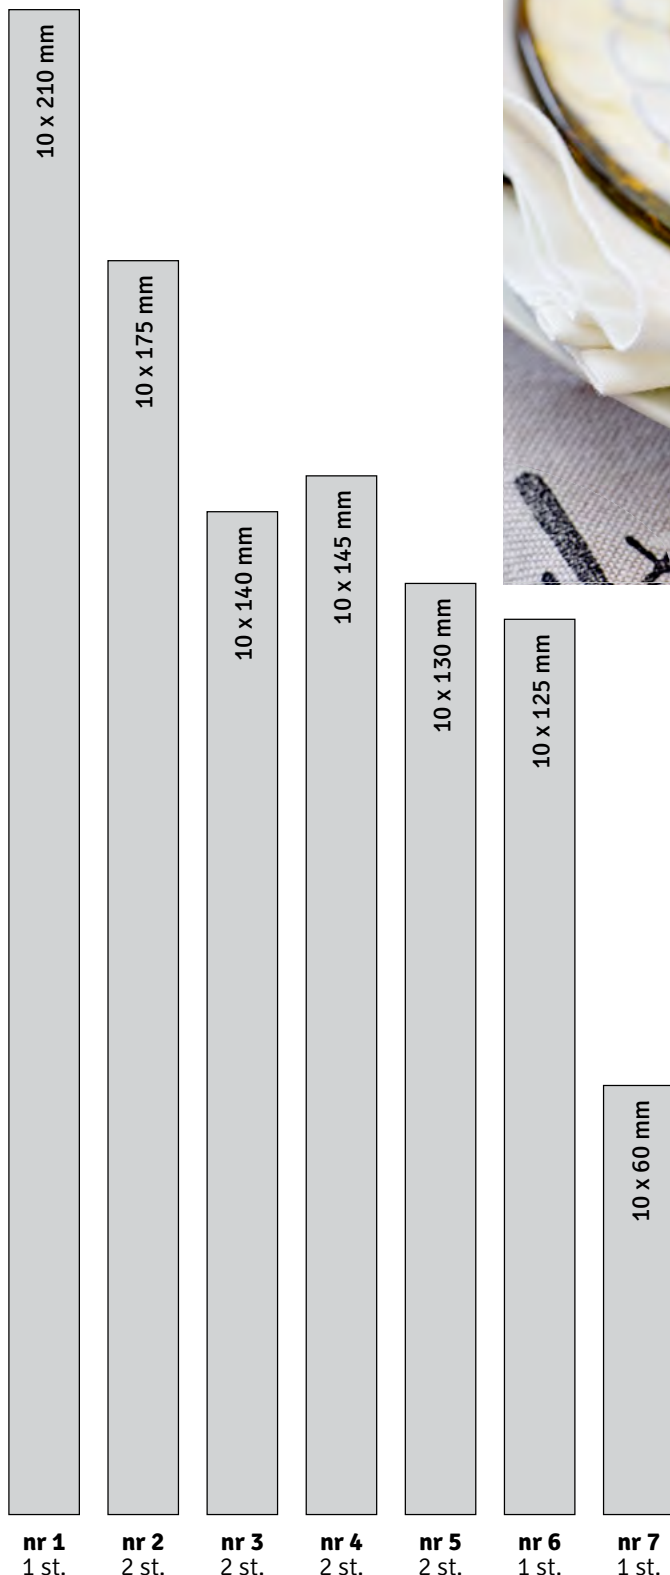 10 x 210 mm
10 x 175 mm
10 x 140 mm
10 x 145 mm
10 x 130 mm
10 x 125 mm
10 x 60 mm
nr 1
1 st.
nr 2
2 st.
nr 3
2 st.
nr 4
2 st.
nr 5
2 st.
nr 6
1 st.
nr 7
1 st.